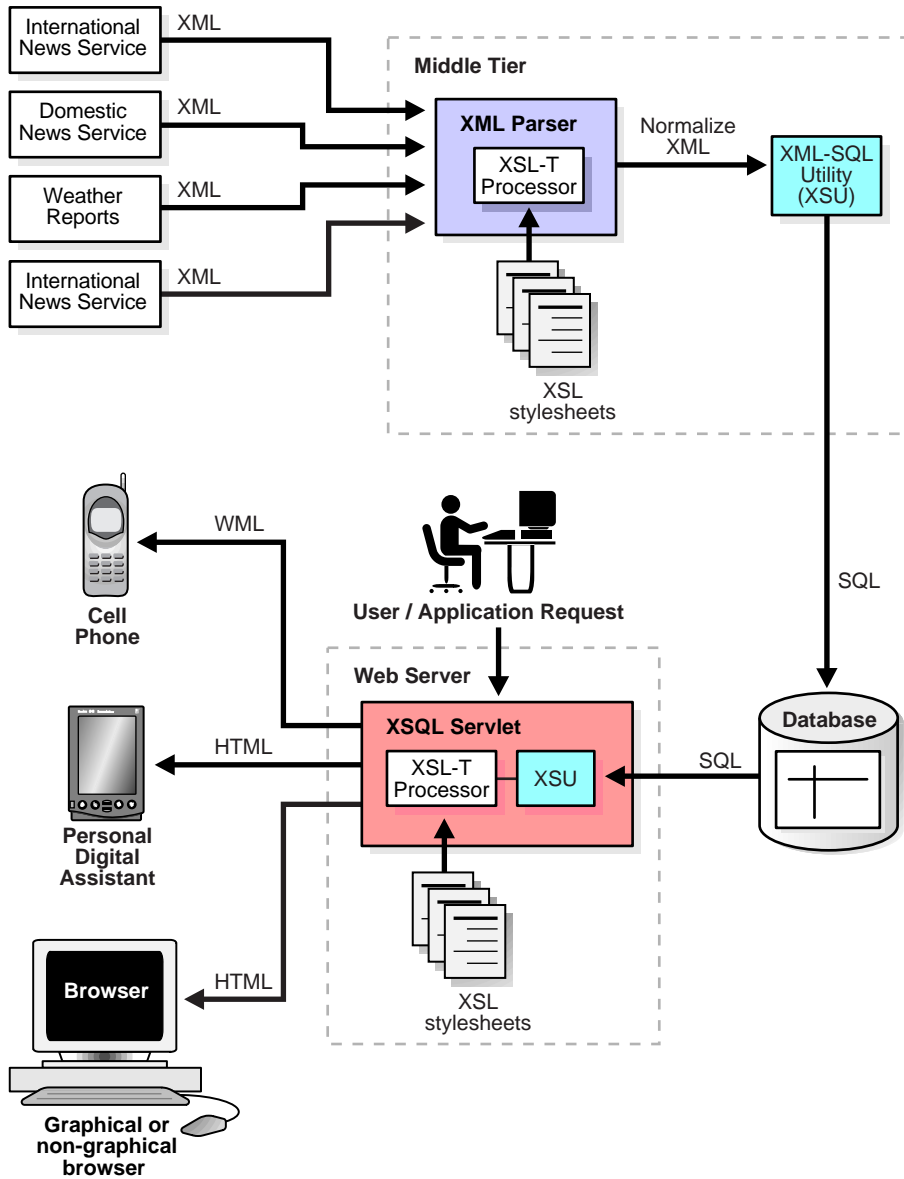 International
News Service
XML
Domestic
News Service
XML
Weather
Reports
XML
International
News Service
XML
Middle Tier
XML Parser
XSL-T
Processor
Normalize
XML
XML-SQL
Utility
(XSU)
XSL
stylesheets
SQL
WML
Cell
Phone
User / Application Request
Web Server
XSQL Servlet
XSL-T
Processor
XSU
SQL
Database
HTML
Personal
Digital
Assistant
XSL
stylesheets
HTML
Browser
Graphical or
non-graphical
browser